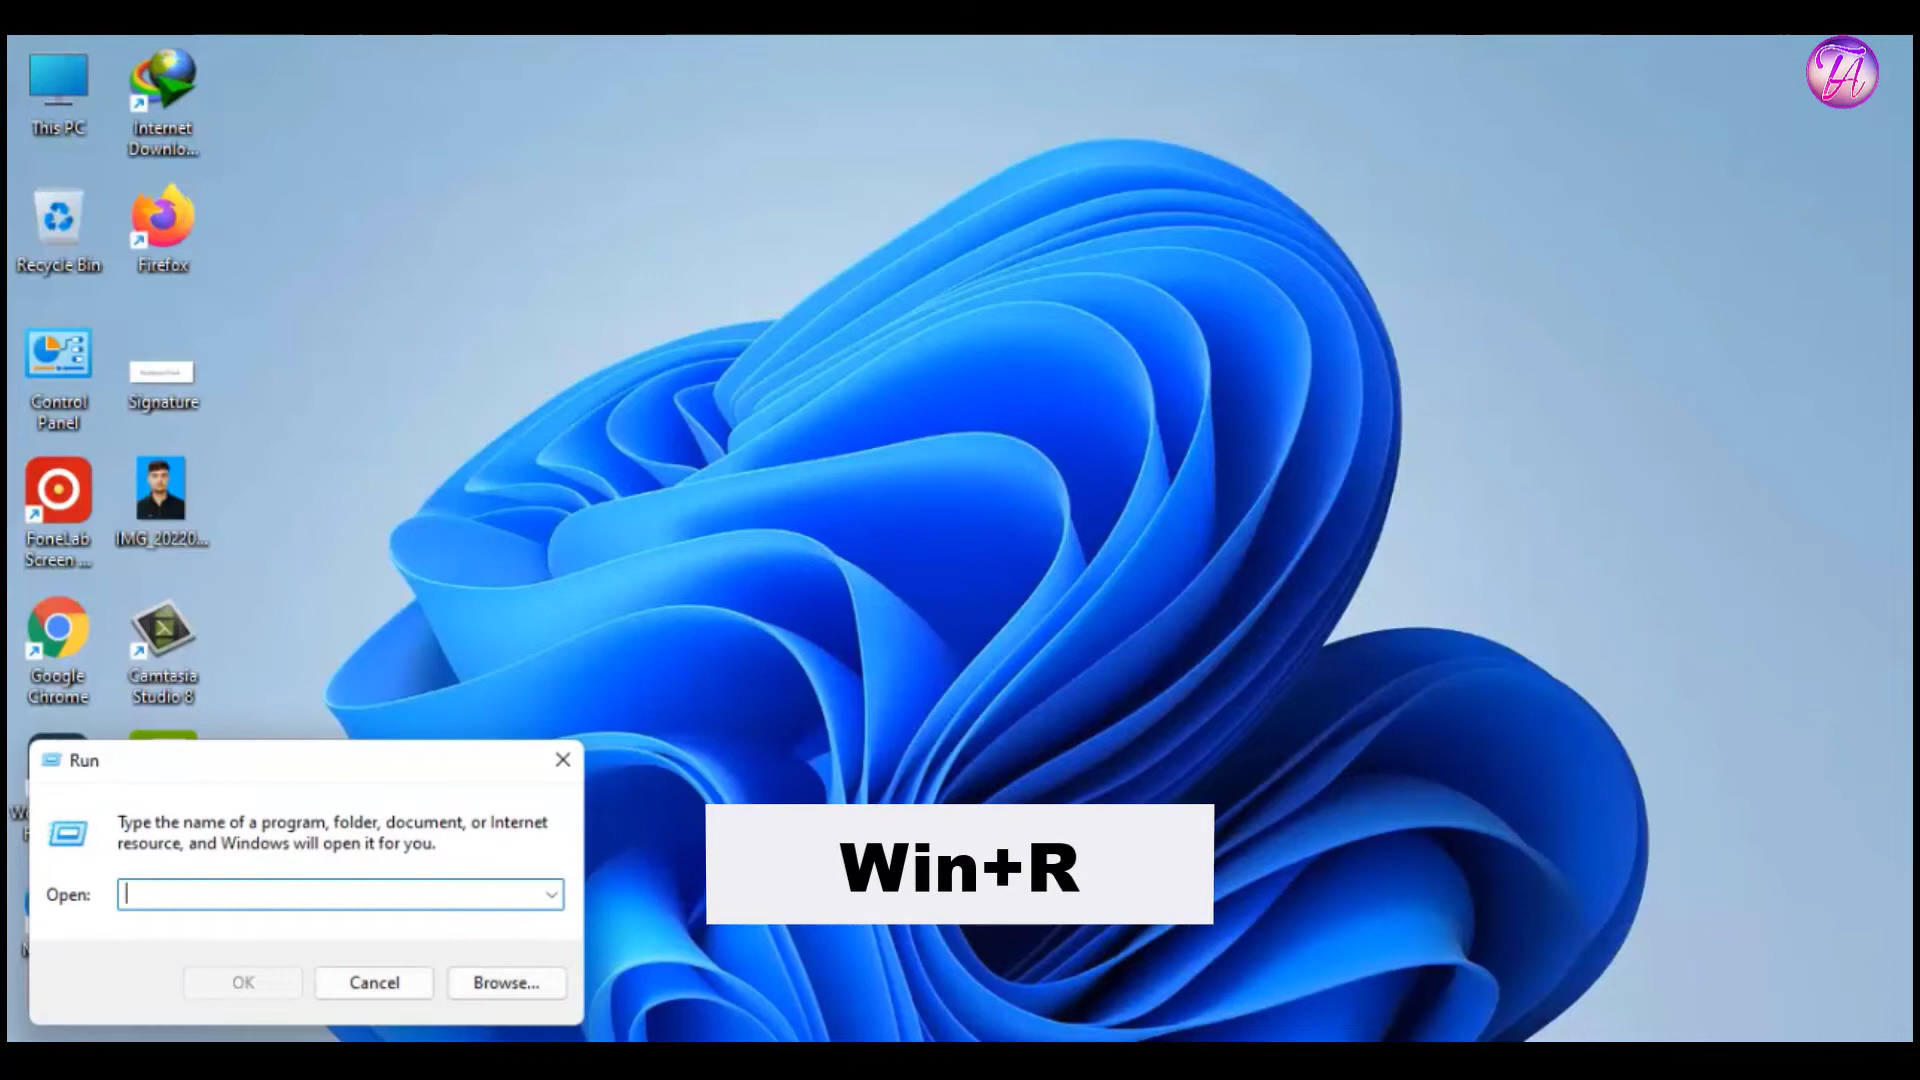 This PC
Internet
Downlo...
Recycle Bin
Firefox
Control
Panel
Signature
FoneLab
Screen ...
IMG_20220...
Google
Chrome
Camtasia
Studio 8
Run
Type the name of a program, folder, document, or Internet
resource, and Windows will open it for you.
Open:
OK
Cancel
Browse...
Win+R
TA